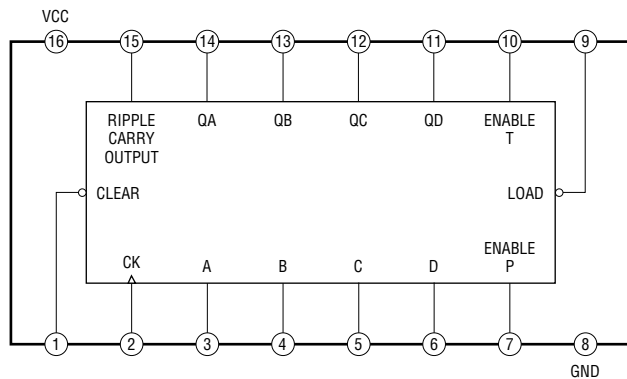 VCC
16 15 14 13 12 11 10 9
RIPPLE CARRY OUTPUT
QA QB QC QD
ENABLE T
CLEAR
LOAD
CK A B C D
ENABLE P
1 2 3 4 5 6 7 8
GND